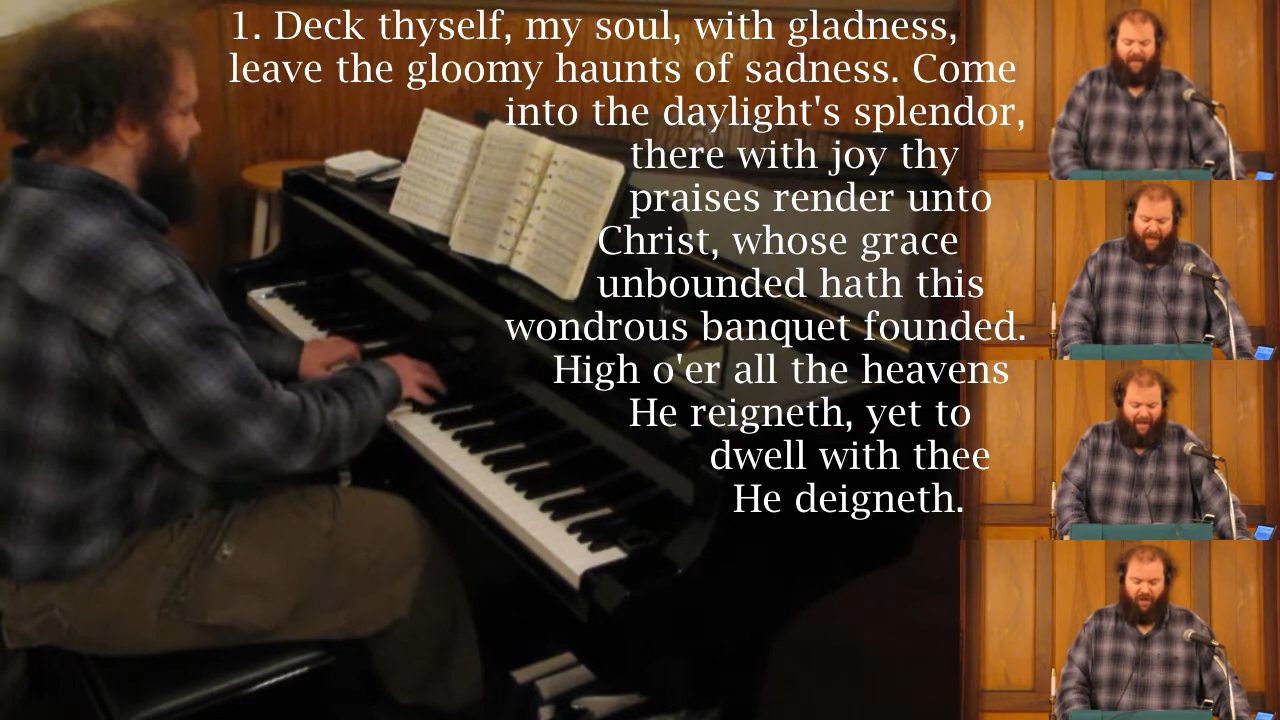 1. Deck thyself, my soul, with gladness,
leave the gloomy haunts of sadness. Come
into the daylight's splendor,
there with joy thy
praises render unto
Christ, whose grace
unbounded hath this
wondrous banquet founded.
High o'er all the heavens
He reigneth, yet to
dwell with thee
He deigneth.